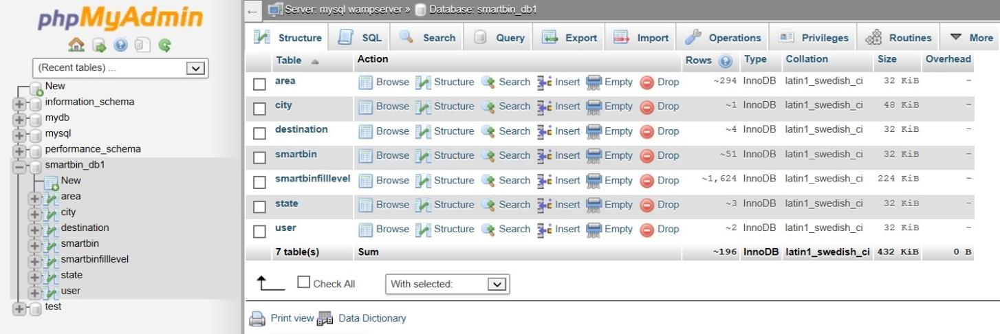 phpMyAdmin
(Recent tables) ...
New
information_schema
mydb
mysql
performance_schema
smartbin_db1
New
area
city
destination
smartbin
smartbinfilllevel
state
user
test
← Server: mysql wampserver » Database: smartbin_db1
Structure SQL Search Query Export Import Operations Privileges Routines More
Table Action Rows Type Collation Size Overhead
area Browse Structure Search Insert Empty Drop ~294 InnoDB latin1_swedish_ci 32 KiB –
city Browse Structure Search Insert Empty Drop ~1 InnoDB latin1_swedish_ci 48 KiB –
destination Browse Structure Search Insert Empty Drop ~4 InnoDB latin1_swedish_ci 32 KiB –
smartbin Browse Structure Search Insert Empty Drop ~51 InnoDB latin1_swedish_ci 32 KiB –
smartbinfilllevel Browse Structure Search Insert Empty Drop ~1,624 InnoDB latin1_swedish_ci 224 KiB –
state Browse Structure Search Insert Empty Drop ~3 InnoDB latin1_swedish_ci 32 KiB –
user Browse Structure Search Insert Empty Drop ~2 InnoDB latin1_swedish_ci 32 KiB –
7 table(s) Sum ~196 InnoDB latin1_swedish_ci 432 KiB 0 B
Check All With selected:
Print view Data Dictionary